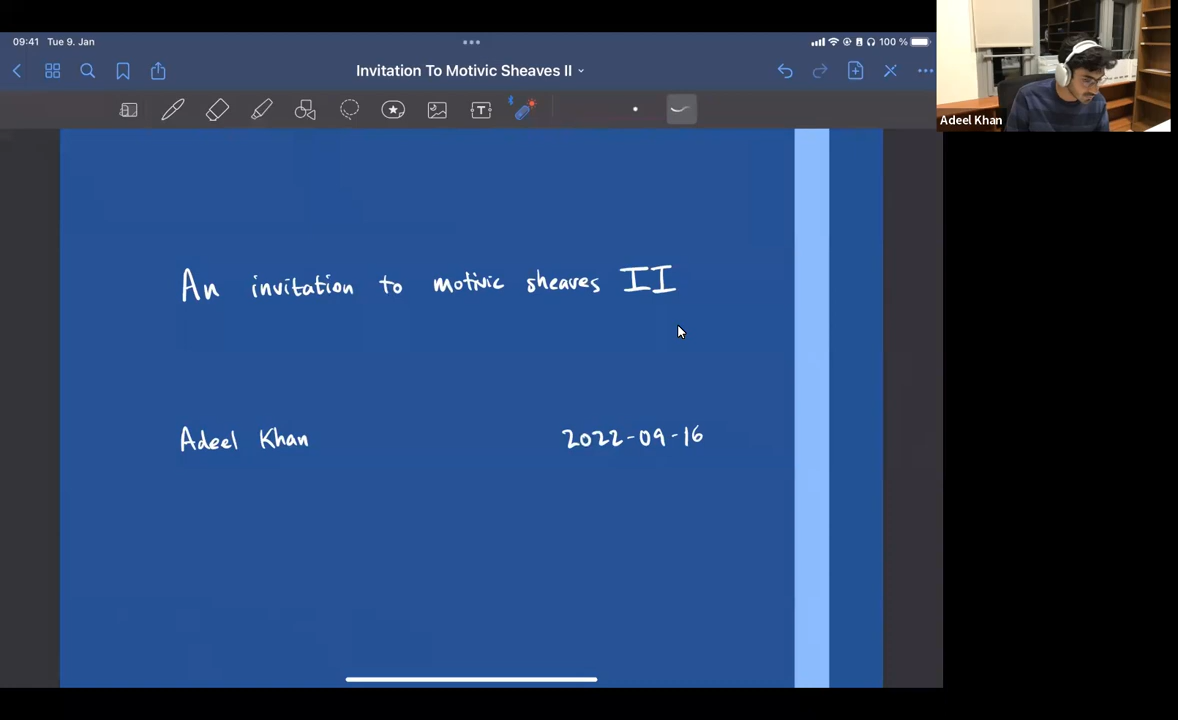 09:41 Tue 9. Jan
100 %
Invitation To Motivic Sheaves II
Adeel Khan
An invitation to motivic sheaves II
Adeel Khan 2022-09-16